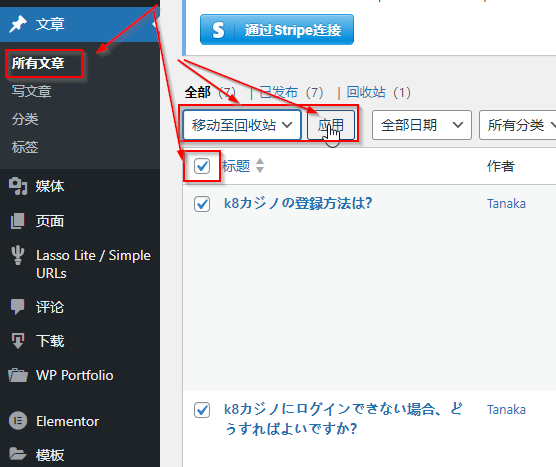 文章
所有文章
写文章
分类
标签
媒体
页面
Lasso Lite / Simple
URLs
评论
下载
WP Portfolio
Elementor
模板
S 通过Stripe连接
全部 (7) | 已发布 (7) | 回收站 (1)
移动至回收站 应用 全部日期 所有分类
标题 作者
k8カジノの登録方法は? Tanaka
k8カジノにログインできない場合、ど Tanaka
うすればよいですか?